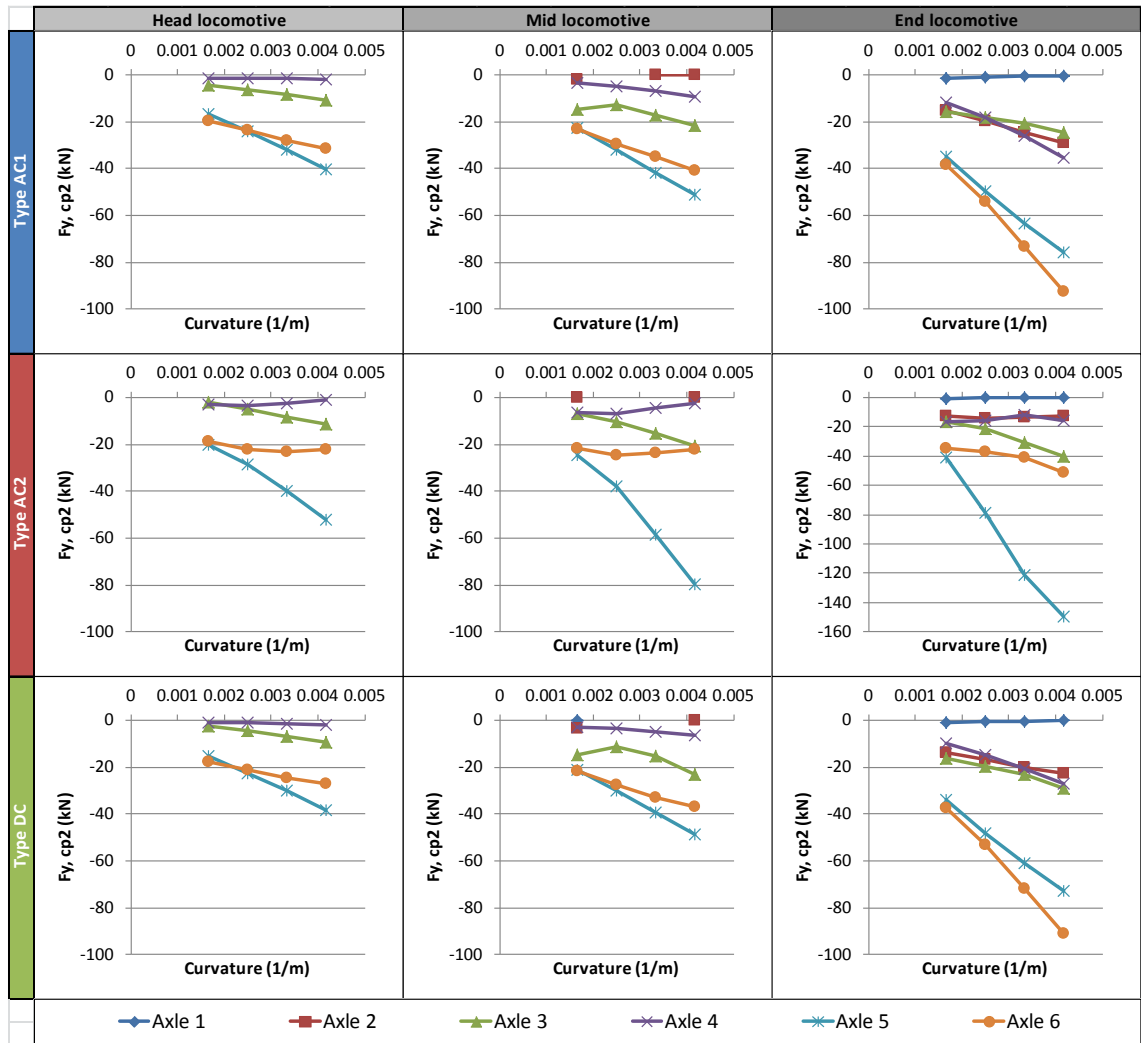 Head locomotive Mid locomotive End locomotive
Type AC1
0 0.001 0.002 0.003 0.004 0.005
0
-20
-40
-60
-80
-100
Fy, cp2 (kN)
Curvature (1/m)
0 0.001 0.002 0.003 0.004 0.005
0
-20
-40
-60
-80
-100
Fy, cp2 (kN)
Curvature (1/m)
0 0.001 0.002 0.003 0.004 0.005
0
-20
-40
-60
-80
-100
Fy, cp2 (kN)
Curvature (1/m)
Type AC2
0 0.001 0.002 0.003 0.004 0.005
0
-20
-40
-60
-80
-100
Fy, cp2 (kN)
Curvature (1/m)
0 0.001 0.002 0.003 0.004 0.005
0
-20
-40
-60
-80
-100
Fy, cp2 (kN)
Curvature (1/m)
0 0.001 0.002 0.003 0.004 0.005
0
-20
-40
-60
-80
-100
-120
-140
-160
Fy, cp2 (kN)
Curvature (1/m)
Type DC
0 0.001 0.002 0.003 0.004 0.005
0
-20
-40
-60
-80
-100
Fy, cp2 (kN)
Curvature (1/m)
0 0.001 0.002 0.003 0.004 0.005
0
-20
-40
-60
-80
-100
Fy, cp2 (kN)
Curvature (1/m)
0 0.001 0.002 0.003 0.004 0.005
0
-20
-40
-60
-80
-100
Fy, cp2 (kN)
Curvature (1/m)
Axle 1 Axle 2 Axle 3 Axle 4 Axle 5 Axle 6